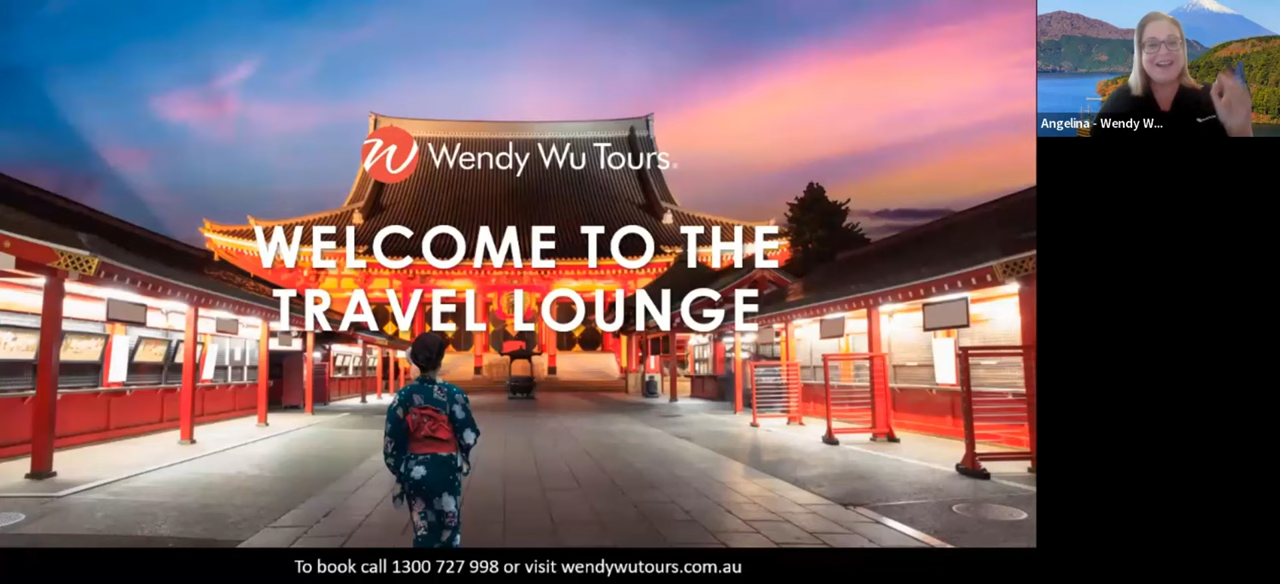 Wendy Wu Tours
WELCOME TO THE
TRAVEL LOUNGE
Angelina - Wendy W...
To book call 1300 727 998 or visit wendywutours.com.au